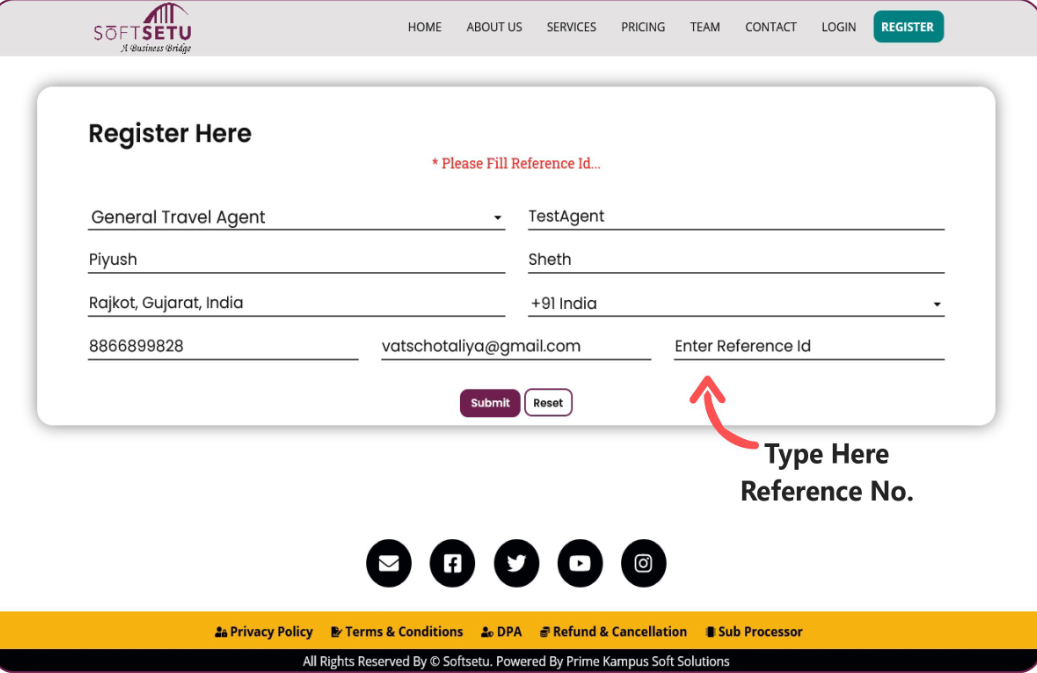 SOFTSETU
A Business Bridge
HOME ABOUT US SERVICES PRICING TEAM CONTACT LOGIN REGISTER
Register Here
* Please Fill Reference Id...
General Travel Agent TestAgent
Piyush Sheth
Rajkot, Gujarat, India +91 India
8866899828 vatschotaliya@gmail.com Enter Reference Id
Submit Reset
Type Here
Reference No.
Privacy Policy Terms & Conditions DPA Refund & Cancellation Sub Processor
All Rights Reserved By © Softsetu. Powered By Prime Kampus Soft Solutions